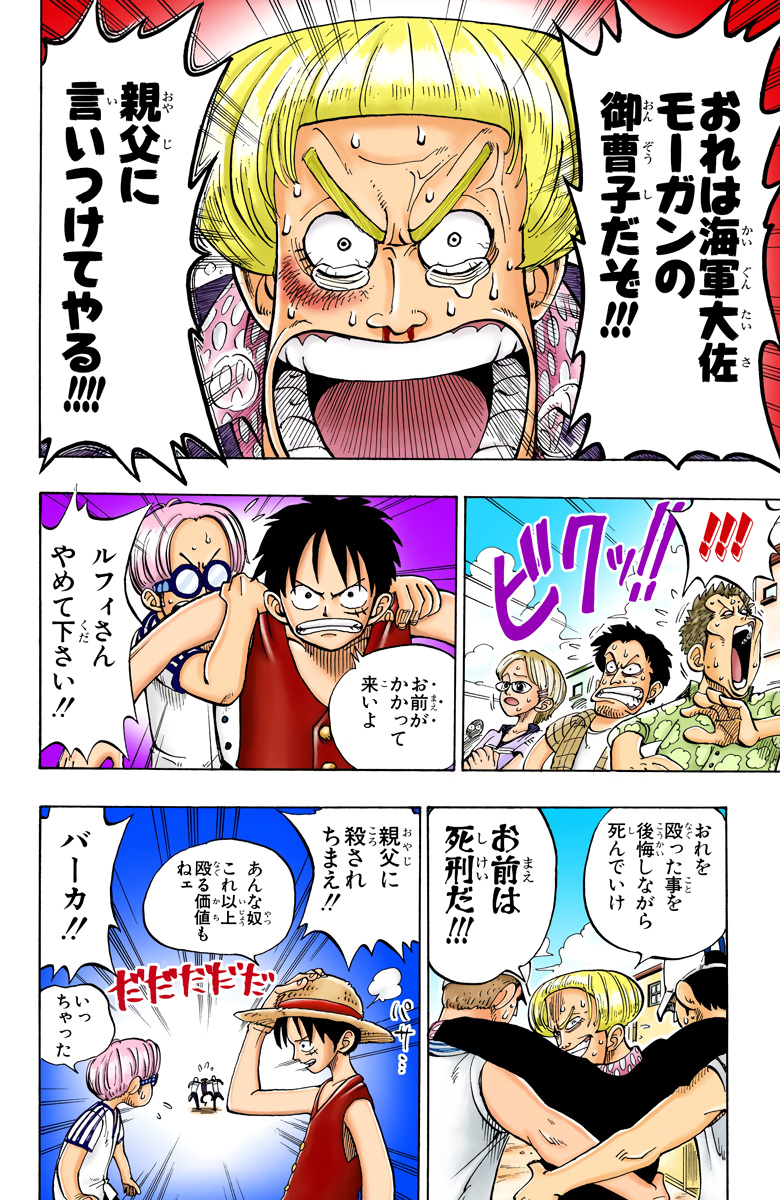 おれは海軍大佐
モーガンの
御曹子だぞ!!!
親父に
言いつけてやる!!!!
!!!
ビクッ!!
お前が
かかって
来いよ
ルフィさん
やめて下さい!!
おれを
殴った事を
後悔しながら
死んでいけ
お前は
死刑だ!!!
親父に
殺され
ちまえ!!
あんな奴
これ以上
殴る価値も
ねェ
バーカ!!
だだだだだ
パサ…
いっ
ちゃった